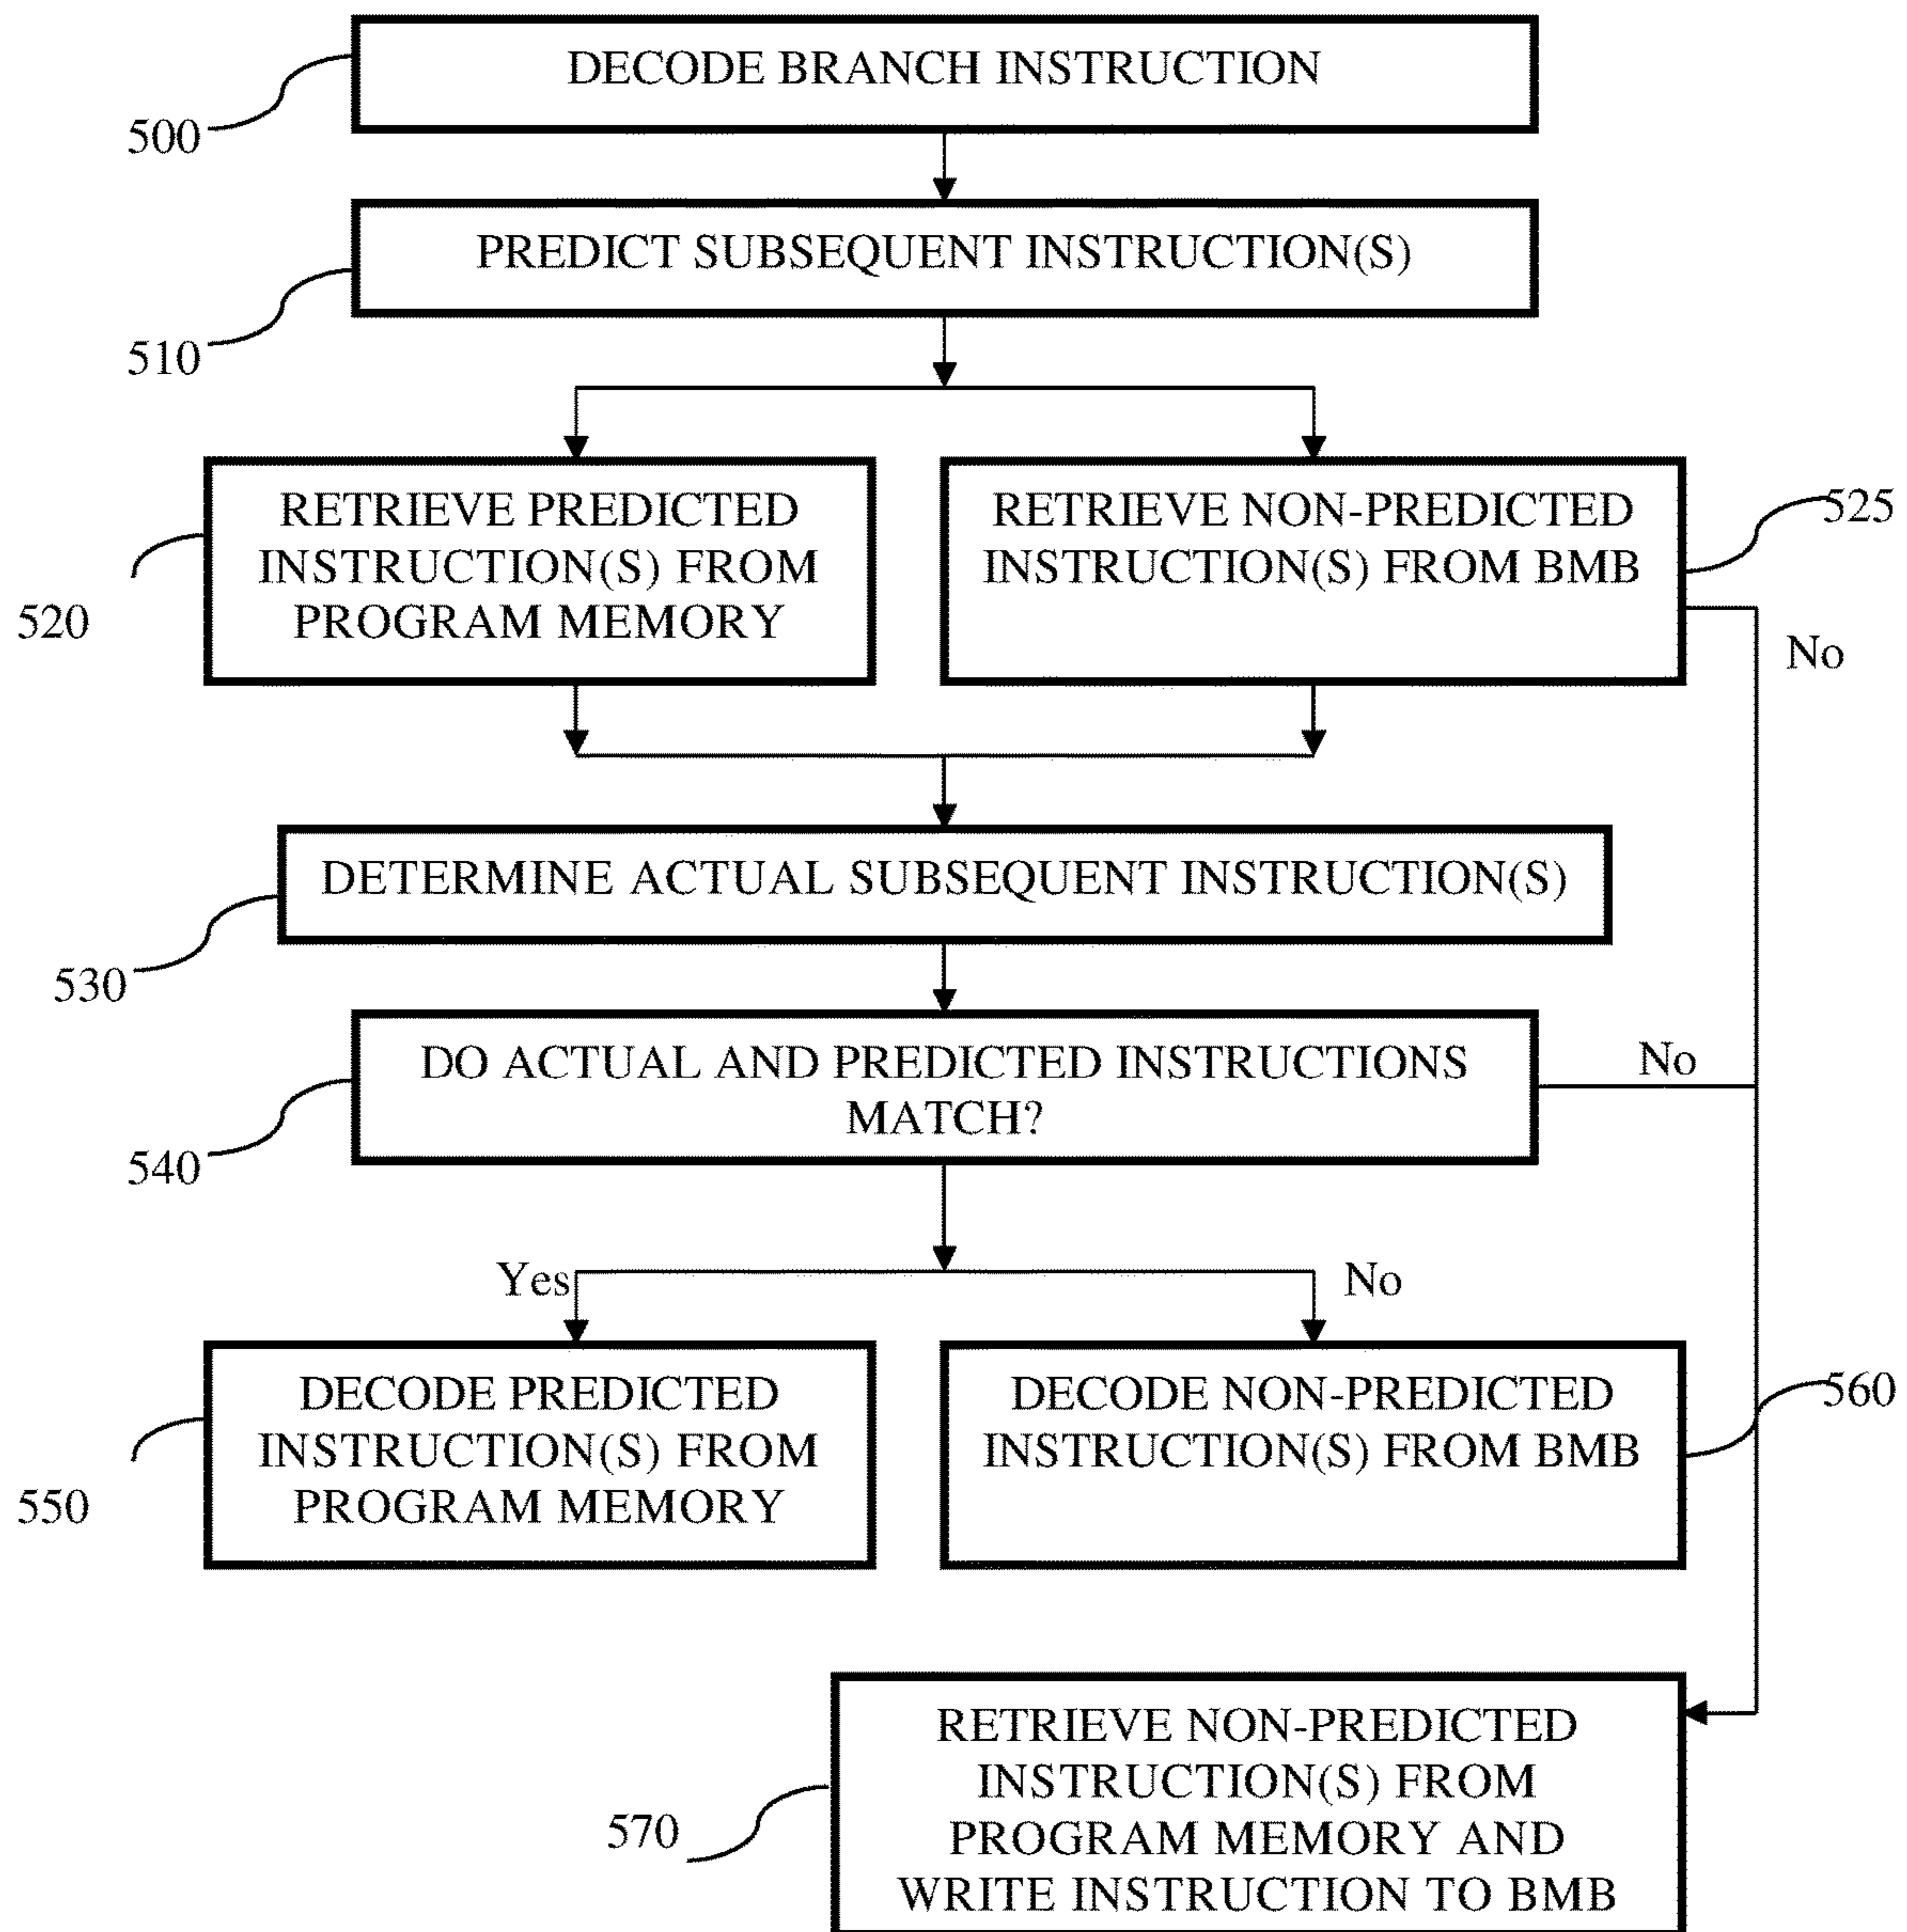 DECODE BRANCH INSTRUCTION
500
PREDICT SUBSEQUENT INSTRUCTION(S)
510
RETRIEVE PREDICTED
INSTRUCTION(S) FROM
PROGRAM MEMORY
520
RETRIEVE NON-PREDICTED
INSTRUCTION(S) FROM BMB
525
No
DETERMINE ACTUAL SUBSEQUENT INSTRUCTION(S)
530
DO ACTUAL AND PREDICTED INSTRUCTIONS
MATCH?
No
540
Yes
No
DECODE PREDICTED
INSTRUCTION(S) FROM
PROGRAM MEMORY
550
DECODE NON-PREDICTED
INSTRUCTION(S) FROM BMB
560
RETRIEVE NON-PREDICTED
INSTRUCTION(S) FROM
PROGRAM MEMORY AND
WRITE INSTRUCTION TO BMB
570